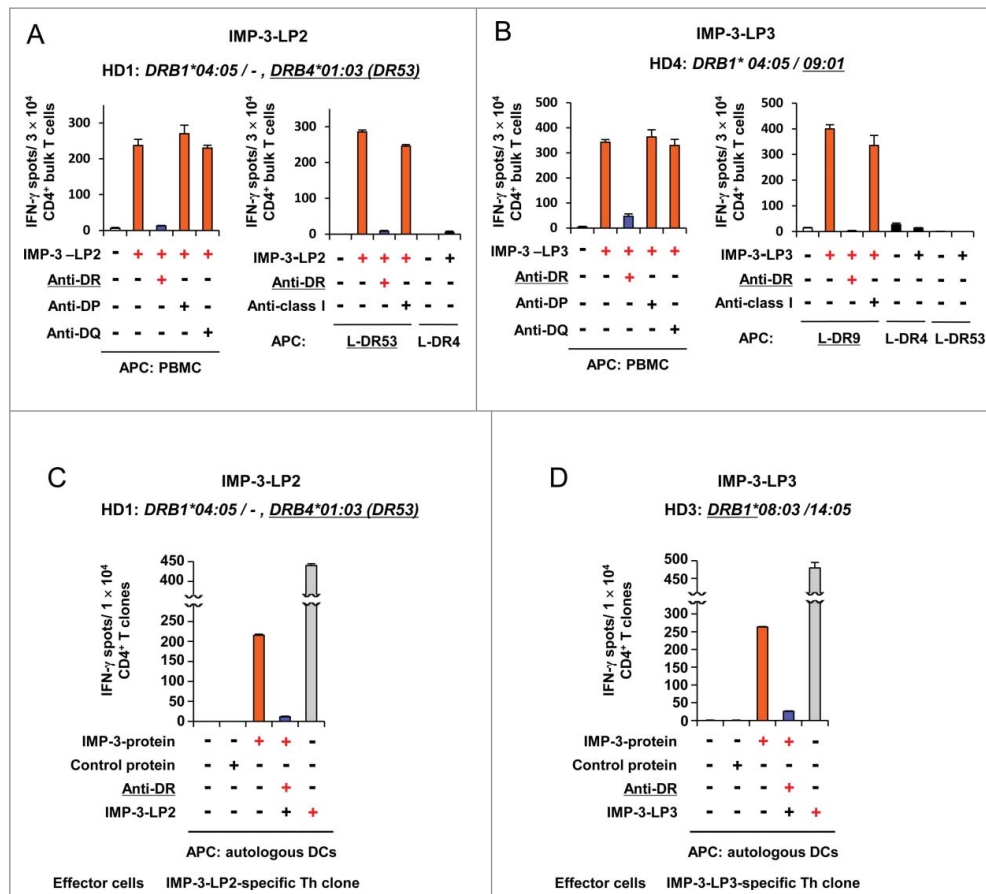 A
IMP-3-LP2
HD1: DRB1*04:05 / - , DRB4*01:03 (DR53)
IFN-γ spots/ 3 × 10⁴
CD4⁺ bulk T cells
300
200
100
0
IMP-3 –LP2 - + + + +
Anti-DR - - + - -
Anti-DP - - - + -
Anti-DQ - - - - +
APC: PBMC
IFN-γ spots/ 3 × 10⁴
CD4⁺ bulk T cells
300
200
100
0
IMP-3-LP2 - + + + - +
Anti-DR - - + - - -
Anti-class I - - - + - -
APC: L-DR53 L-DR4
B
IMP-3-LP3
HD4: DRB1* 04:05 / 09:01
IFN-γ spots/ 3 × 10⁴
CD4⁺ bulk T cells
500
400
300
200
100
0
IMP-3 –LP3 - + + + +
Anti-DR - - + - -
Anti-DP - - - + -
Anti-DQ - - - - +
APC: PBMC
IFN-γ spots/ 3 × 10⁴
CD4⁺ bulk T cells
500
400
300
200
100
0
IMP-3-LP3 - + + + - + - +
Anti-DR - - + - - - - -
Anti-class I - - - + - - - -
APC: L-DR9 L-DR4 L-DR53
C
IMP-3-LP2
HD1: DRB1*04:05 / - , DRB4*01:03 (DR53)
IFN-γ spots/ 1 × 10⁴
CD4⁺ T clones
450
400
250
200
150
100
50
0
IMP-3-protein - - + + -
Control protein - + - - -
Anti-DR - - - + -
IMP-3-LP2 - - - + +
APC: autologous DCs
Effector cells IMP-3-LP2-specific Th clone
D
IMP-3-LP3
HD3: DRB1*08:03 /14:05
IFN-γ spots/ 1 × 10⁴
CD4⁺ T clones
500
450
300
250
200
150
100
50
0
IMP-3-protein - - + + -
Control protein - + - - -
Anti-DR - - - + -
IMP-3-LP3 - - - + +
APC: autologous DCs
Effector cells IMP-3-LP3-specific Th clone